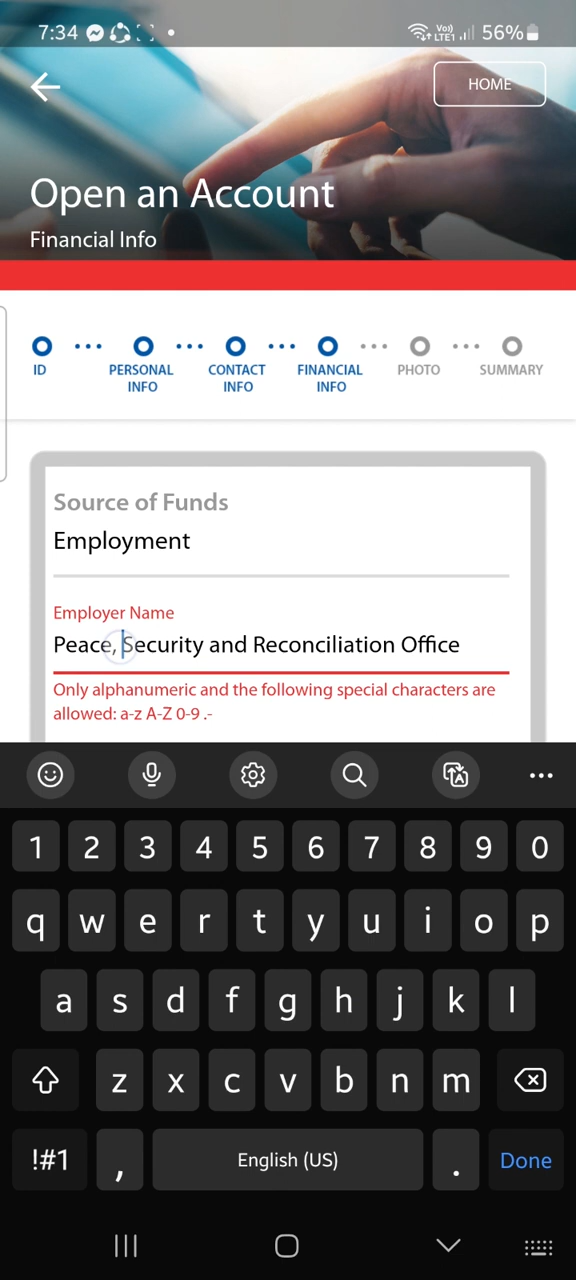 7:34
Vo))
LTE1
56%
HOME
Open an Account
Financial Info
ID
PERSONAL INFO
CONTACT INFO
FINANCIAL INFO
PHOTO
SUMMARY
Source of Funds
Employment
Employer Name
Peace, Security and Reconciliation Office
Only alphanumeric and the following special characters are
allowed: a-z A-Z 0-9 .-
1 2 3 4 5 6 7 8 9 0
q w e r t y u i o p
a s d f g h j k l
z x c v b n m
!#1 , English (US) . Done